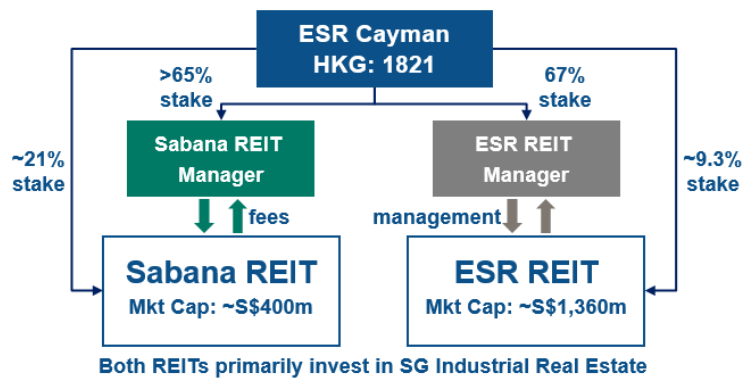 ESR Cayman
HKG: 1821
>65%
stake
67%
stake
~21%
stake
Sabana REIT
Manager
ESR REIT
Manager
~9.3%
stake
fees
management
Sabana REIT
Mkt Cap: ~S$400m
ESR REIT
Mkt Cap: ~S$1,360m
Both REITs primarily invest in SG Industrial Real Estate